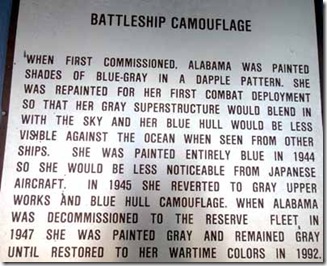 BATTLESHIP CAMOUFLAGE
WHEN FIRST COMMISSIONED, ALABAMA WAS PAINTED
SHADES OF BLUE-GRAY IN A DAPPLE PATTERN. SHE
WAS REPAINTED FOR HER FIRST COMBAT DEPLOYMENT
SO THAT HER GRAY SUPERSTRUCTURE WOULD BLEND IN
WITH THE SKY AND HER BLUE HULL WOULD BE LESS
VISIBLE AGAINST THE OCEAN WHEN SEEN FROM OTHER
SHIPS. SHE WAS PAINTED ENTIRELY BLUE IN 1944
SO SHE WOULD BE LESS NOTICEABLE FROM JAPANESE
AIRCRAFT. IN 1945 SHE REVERTED TO GRAY UPPER
WORKS AND BLUE HULL CAMOUFLAGE. WHEN ALABAMA
WAS DECOMMISSIONED TO THE RESERVE FLEET IN
1947 SHE WAS PAINTED GRAY AND REMAINED GRAY
UNTIL RESTORED TO HER WARTIME COLORS IN 1992.